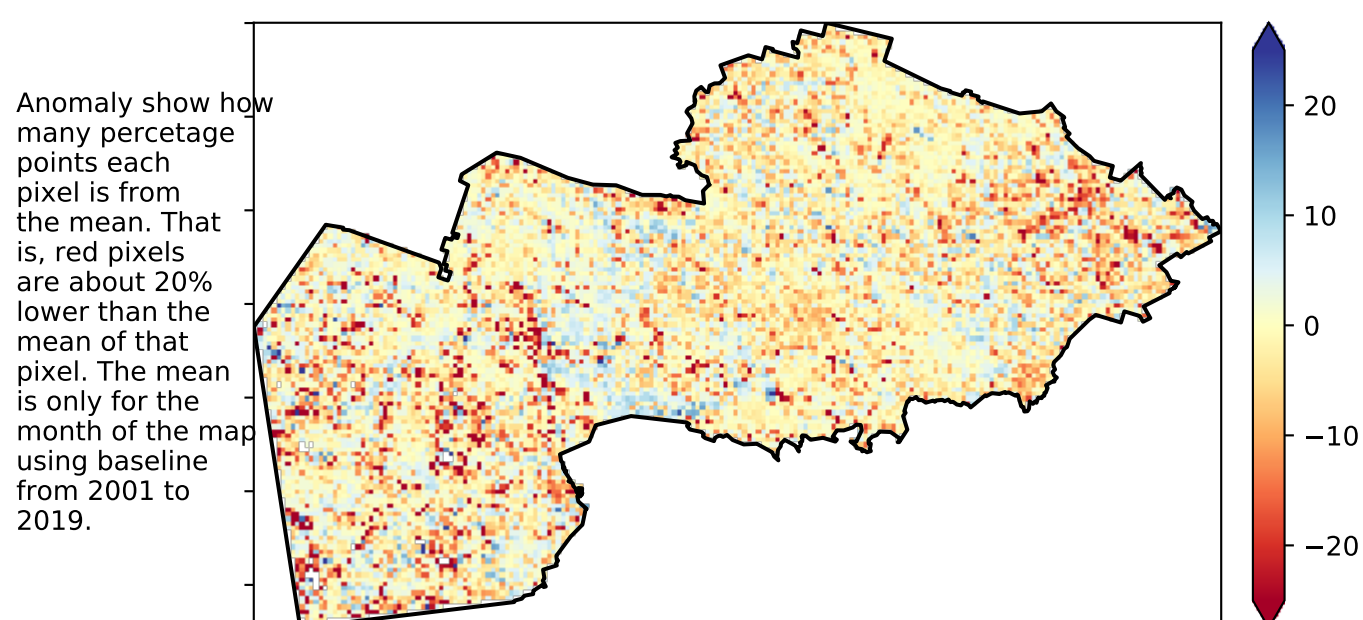 Anomaly show how
many percetage
points each
pixel is from
the mean. That
is, red pixels
are about 20%
lower than the
mean of that
pixel. The mean
is only for the
month of the map
using baseline
from 2001 to
2019.
20
10
0
−10
−20